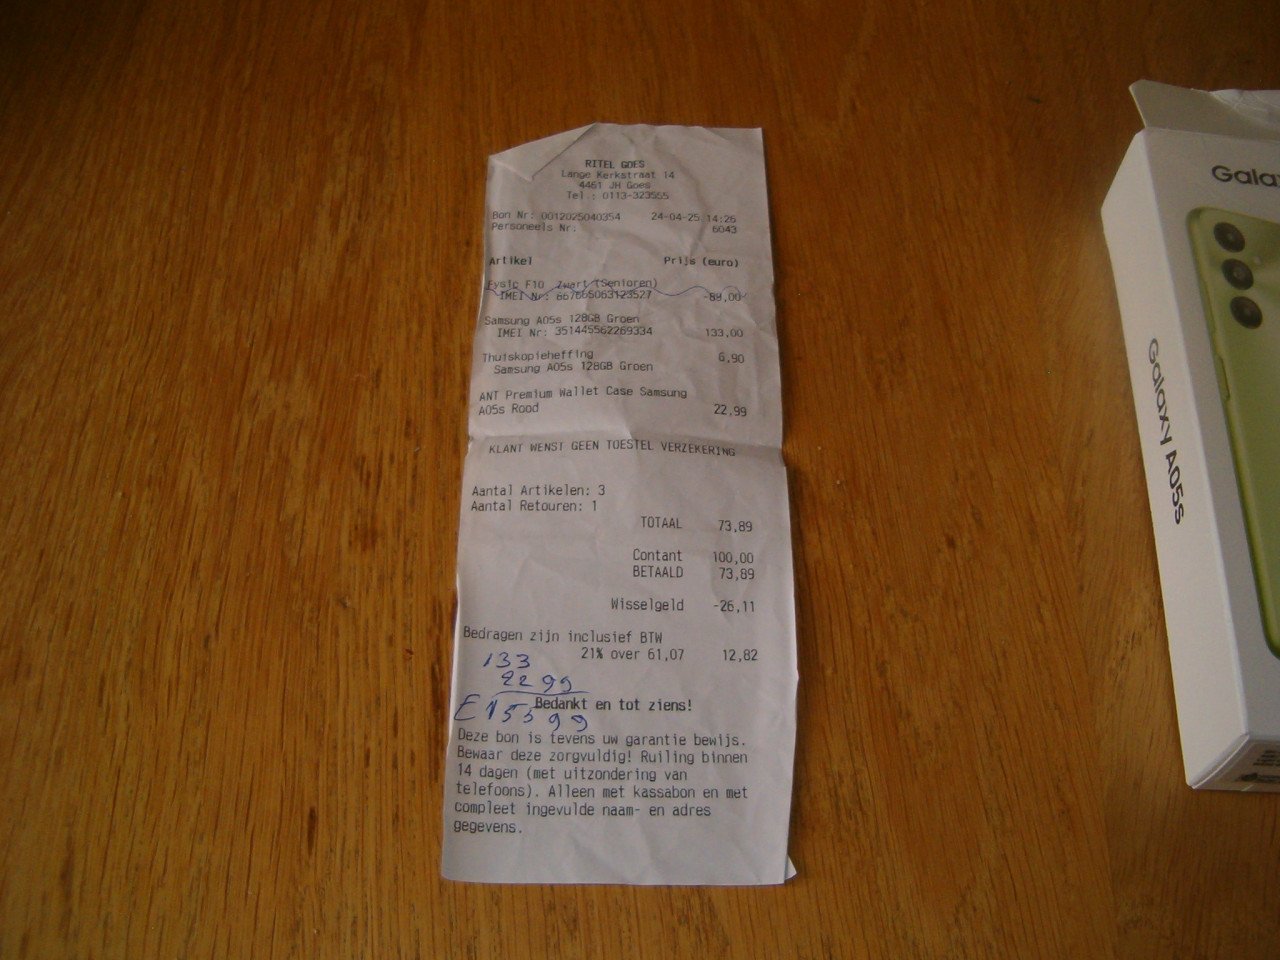 RITEL GOES
Lange Kerkstraat 14
4461 JH Goes
Tel.: 0113-323555
Bon Nr: 0012025040354 24-04-25 14:26
Personeels Nr: 6043
Artikel Prijs (euro)
Fysic F10 Zwart (Senioren)
IMEI Nr: 867665063123527 -89,00
Samsung A05s 128GB Groen
IMEI Nr: 351445562269334 133,00
Thuiskopieheffing 6,90
Samsung A05s 128GB Groen
ANT Premium Wallet Case Samsung
A05s Rood 22,99
KLANT WENST GEEN TOESTEL VERZEKERING
Aantal Artikelen: 3
Aantal Retouren: 1
TOTAAL 73,89
Contant 100,00
BETAALD 73,89
Wisselgeld -26,11
Bedragen zijn inclusief BTW
21% over 61,07 12,82
133
22 99
Bedankt en tot ziens!
€ 155 99
Deze bon is tevens uw garantie bewijs.
Bewaar deze zorgvuldig! Ruiling binnen
14 dagen (met uitzondering van
telefoons). Alleen met kassabon en met
compleet ingevulde naam- en adres
gegevens.
Galaxy A05s